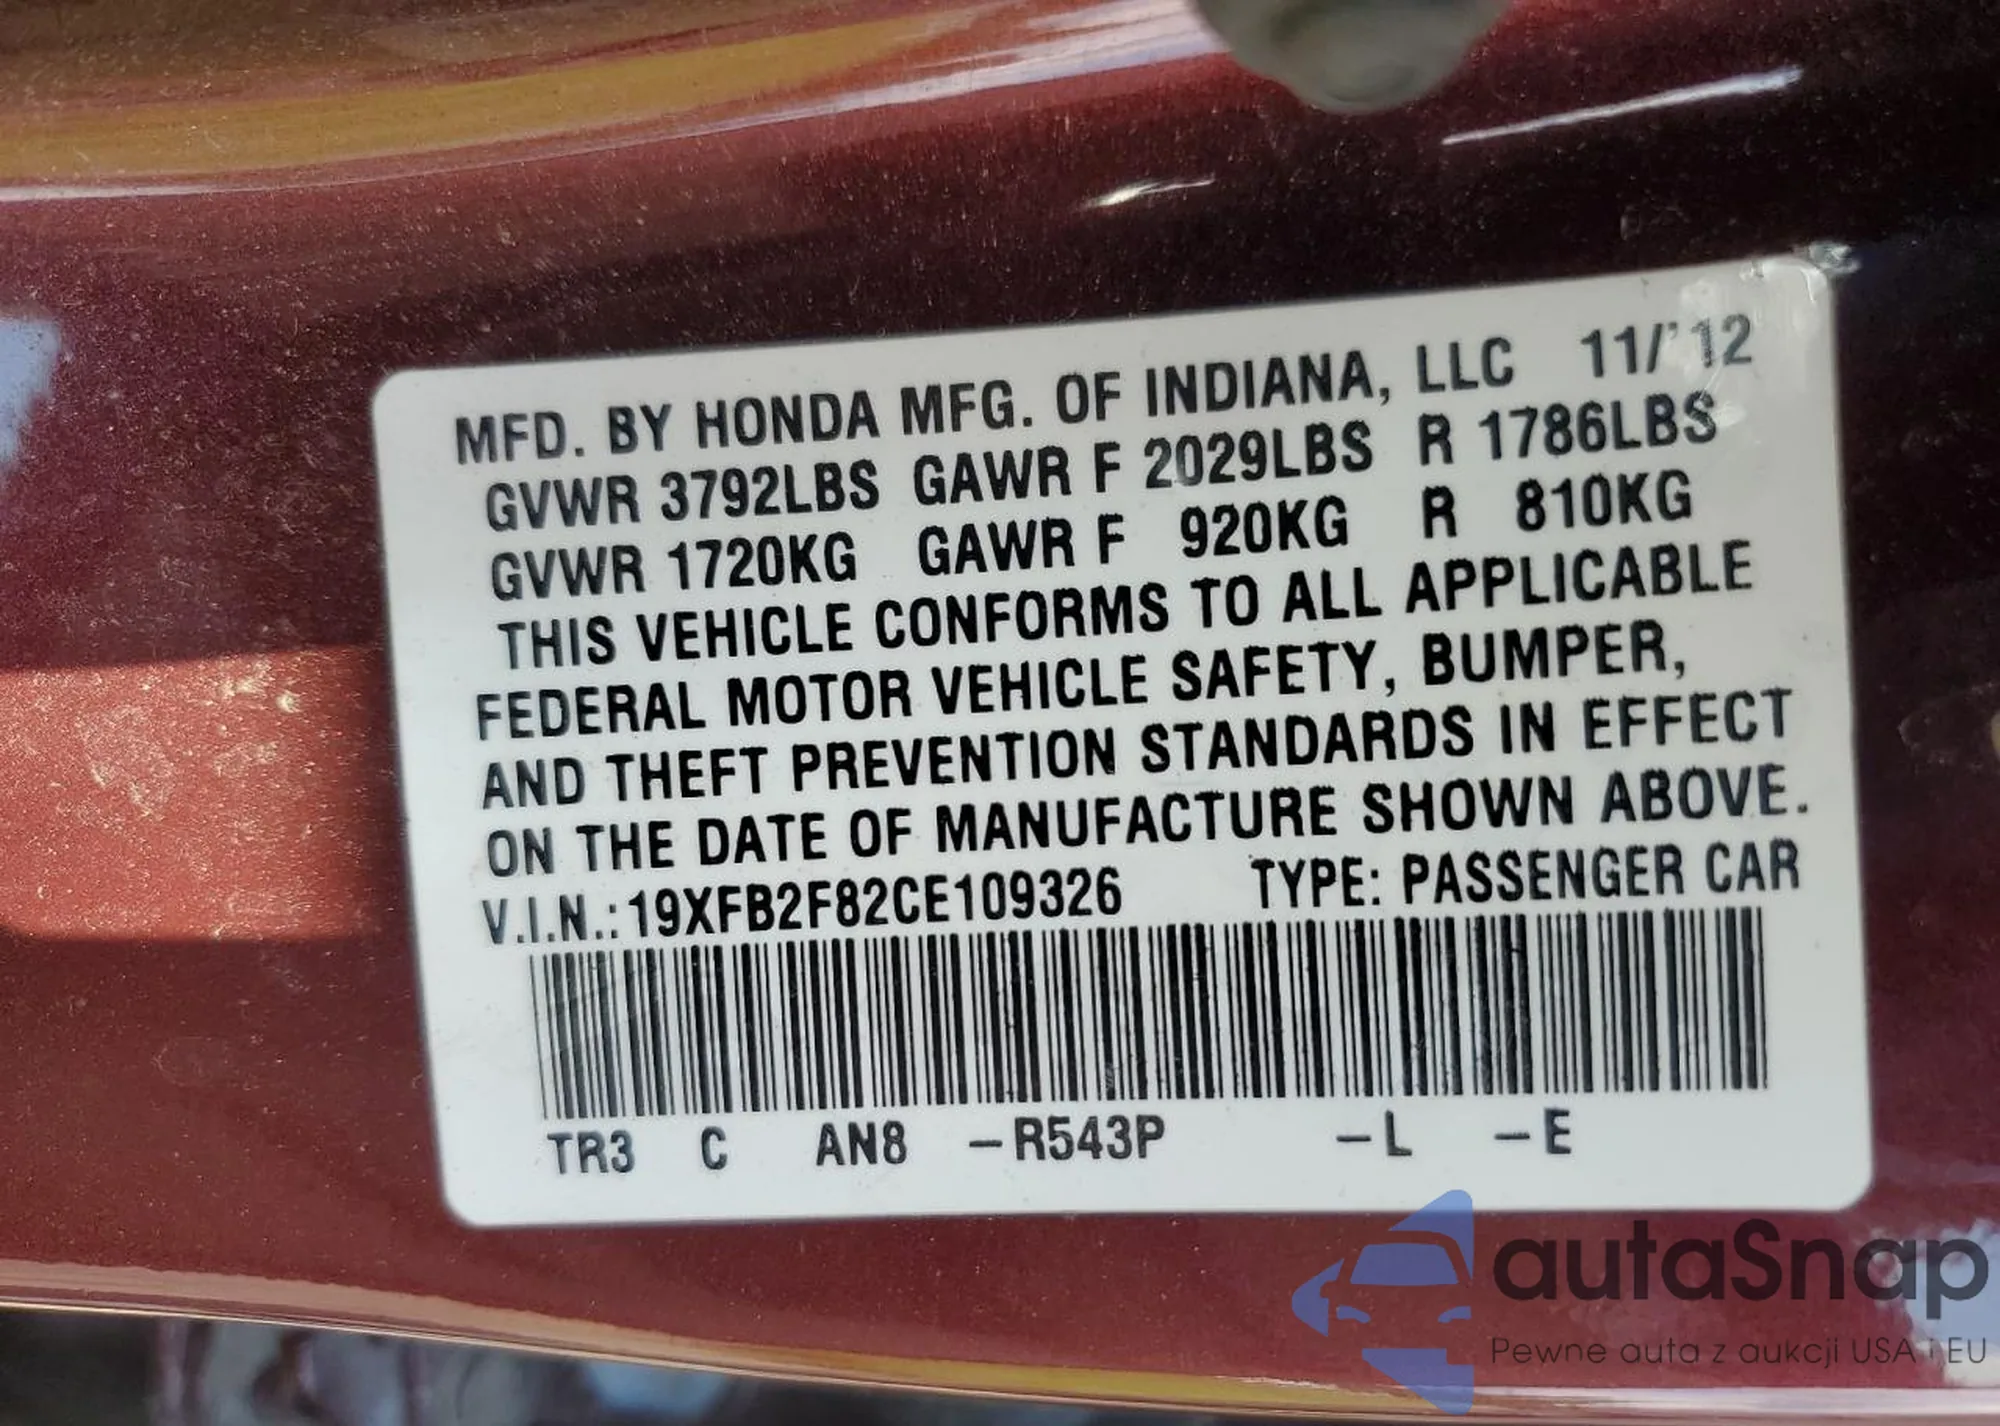 MFD. BY HONDA MFG. OF INDIANA, LLC 11/'12
GVWR 3792LBS GAWR F 2029LBS R 1786LBS
GVWR 1720KG GAWR F 920KG R 810KG
THIS VEHICLE CONFORMS TO ALL APPLICABLE
FEDERAL MOTOR VEHICLE SAFETY, BUMPER,
AND THEFT PREVENTION STANDARDS IN EFFECT
ON THE DATE OF MANUFACTURE SHOWN ABOVE.
V.I.N.:19XFB2F82CE109326 TYPE: PASSENGER CAR
TR3 C AN8 –R543P –L –E
autaSnap
Pewne auta z aukcji USA i EU